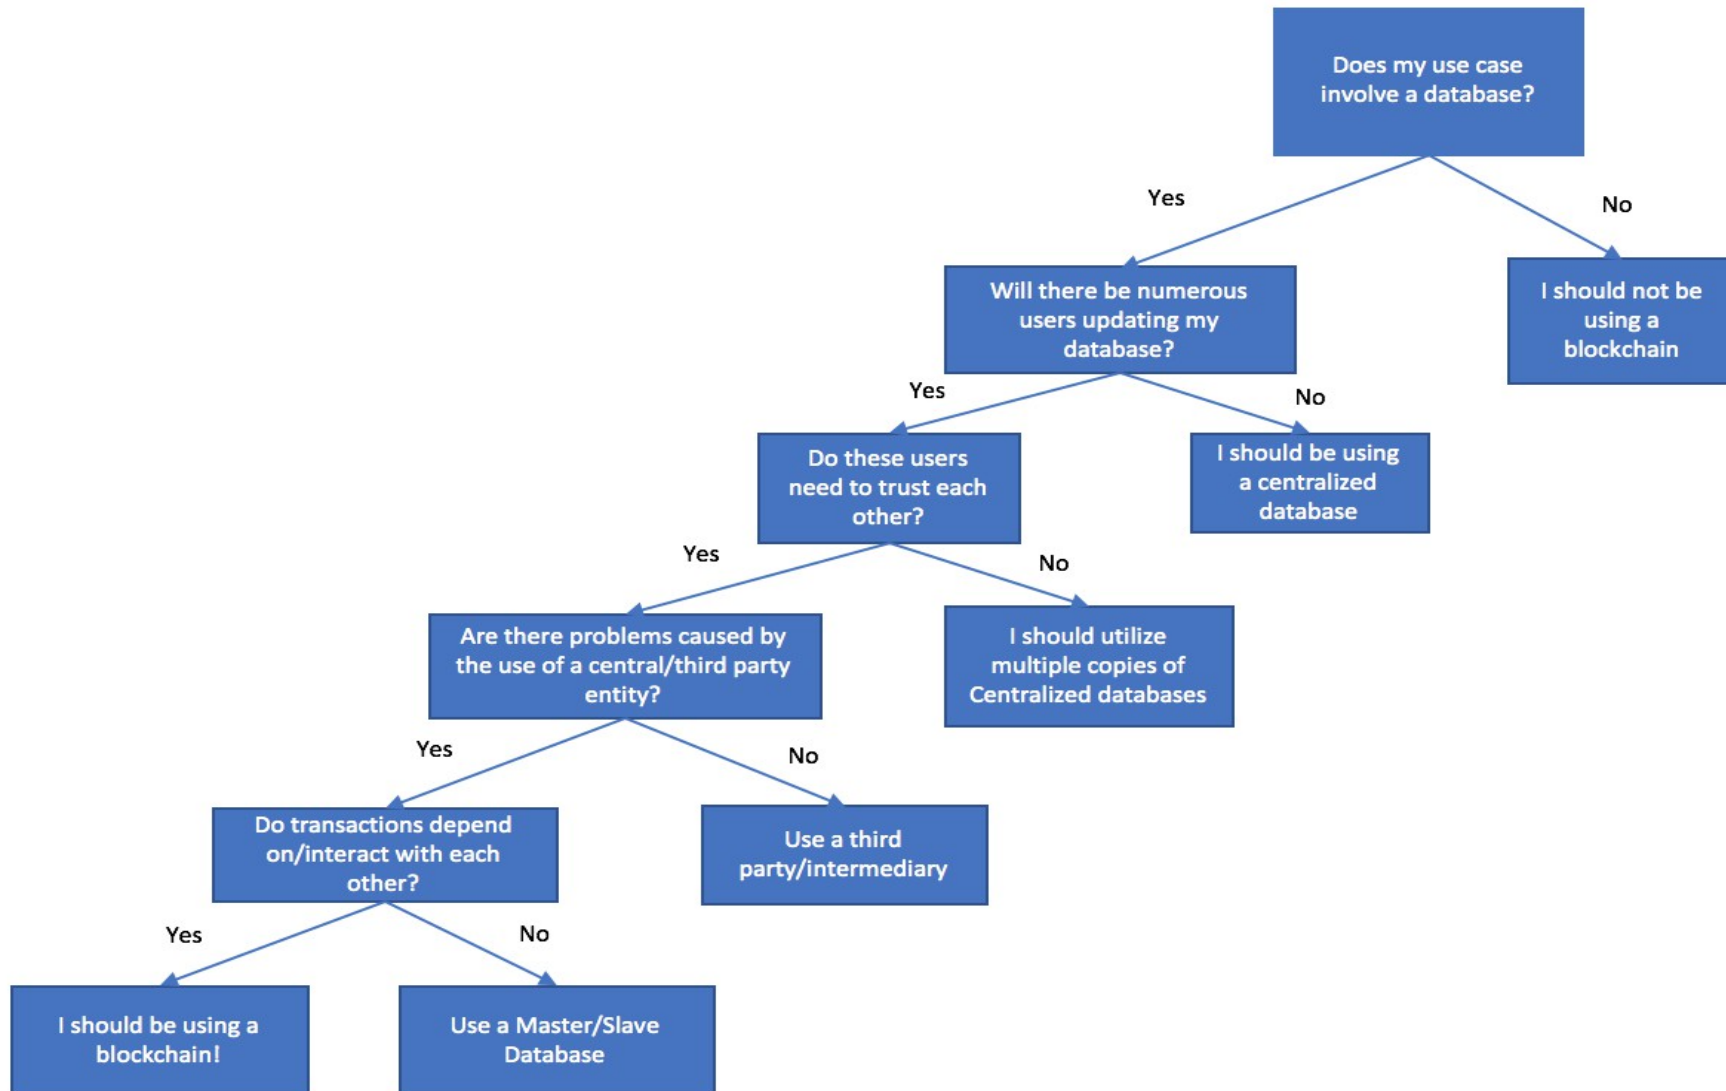 Does my use case
involve a database?
Yes
No
Will there be numerous
users updating my
database?
I should not be
using a
blockchain
Yes
No
Do these users
need to trust each
other?
I should be using
a centralized
database
Yes
No
Are there problems caused by
the use of a central/third party
entity?
I should utilize
multiple copies of
Centralized databases
Yes
No
Do transactions depend
on/interact with each
other?
Use a third
party/intermediary
Yes
No
I should be using a
blockchain!
Use a Master/Slave
Database